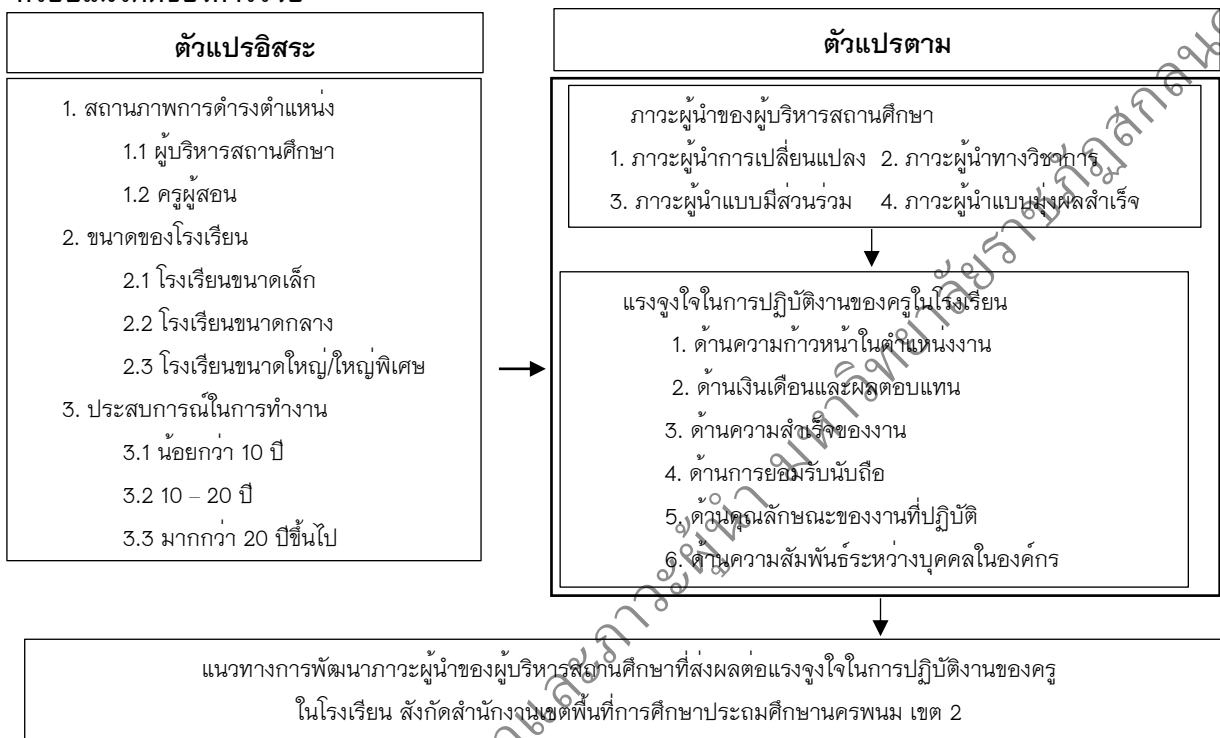 ตัวแปรอิสระ
1. สถานภาพการดำรงตำแหน่ง
1.1 ผู้บริหารสถานศึกษา
1.2 ครูผู้สอน
2. ขนาดของโรงเรียน
2.1 โรงเรียนขนาดเล็ก
2.2 โรงเรียนขนาดกลาง
2.3 โรงเรียนขนาดใหญ่/ใหญ่พิเศษ
3. ประสบการณ์ในการทำงาน
3.1 น้อยกว่า 10 ปี
3.2 10 – 20 ปี
3.3 มากกว่า 20 ปีขึ้นไป
ตัวแปรตาม
ภาวะผู้นำของผู้บริหารสถานศึกษา
1. ภาวะผู้นำการเปลี่ยนแปลง 2. ภาวะผู้นำทางวิชาการ
3. ภาวะผู้นำแบบมีส่วนร่วม 4. ภาวะผู้นำแบบมุ่งผลสำเร็จ
แรงจูงใจในการปฏิบัติงานของครูในโรงเรียน
1. ด้านความก้าวหน้าในตำแหน่งงาน
2. ด้านเงินเดือนและผลตอบแทน
3. ด้านความสำเร็จของงาน
4. ด้านการยอมรับนับถือ
5. ด้านคุณลักษณะของงานที่ปฏิบัติ
6. ด้านความสัมพันธ์ระหว่างบุคคลในองค์กร
แนวทางการพัฒนาภาวะผู้นำของผู้บริหารสถานศึกษาที่ส่งผลต่อแรงจูงใจในการปฏิบัติงานของครู
ในโรงเรียน สังกัดสำนักงานเขตพื้นที่การศึกษาประถมศึกษานครพนม เขต 2
และภาวะผู้นำ มหาวิทยาลัยราชภัฏสกลน